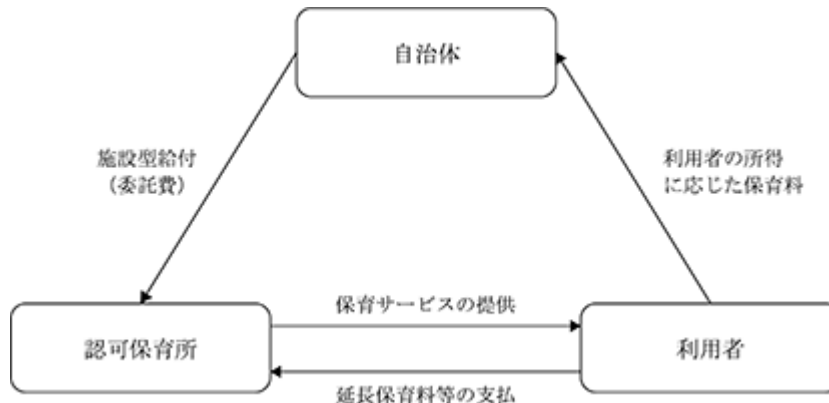 自治体
施設型給付
（委託費）
利用者の所得
に応じた保育料
保育サービスの提供
認可保育所
利用者
延長保育料等の支払